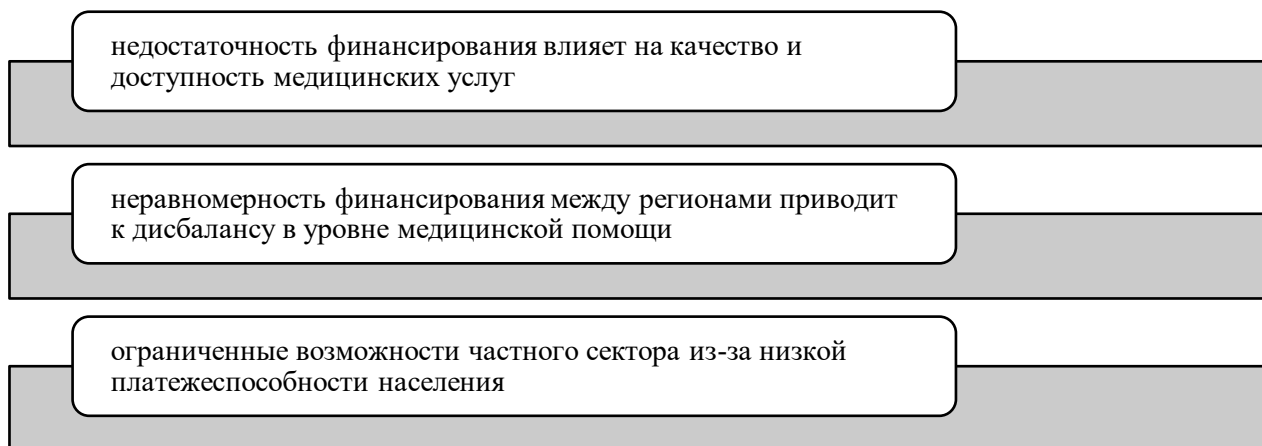 недостаточность финансирования влияет на качество и
доступность медицинских услуг
неравномерность финансирования между регионами приводит
к дисбалансу в уровне медицинской помощи
ограниченные возможности частного сектора из-за низкой
платежеспособности населения